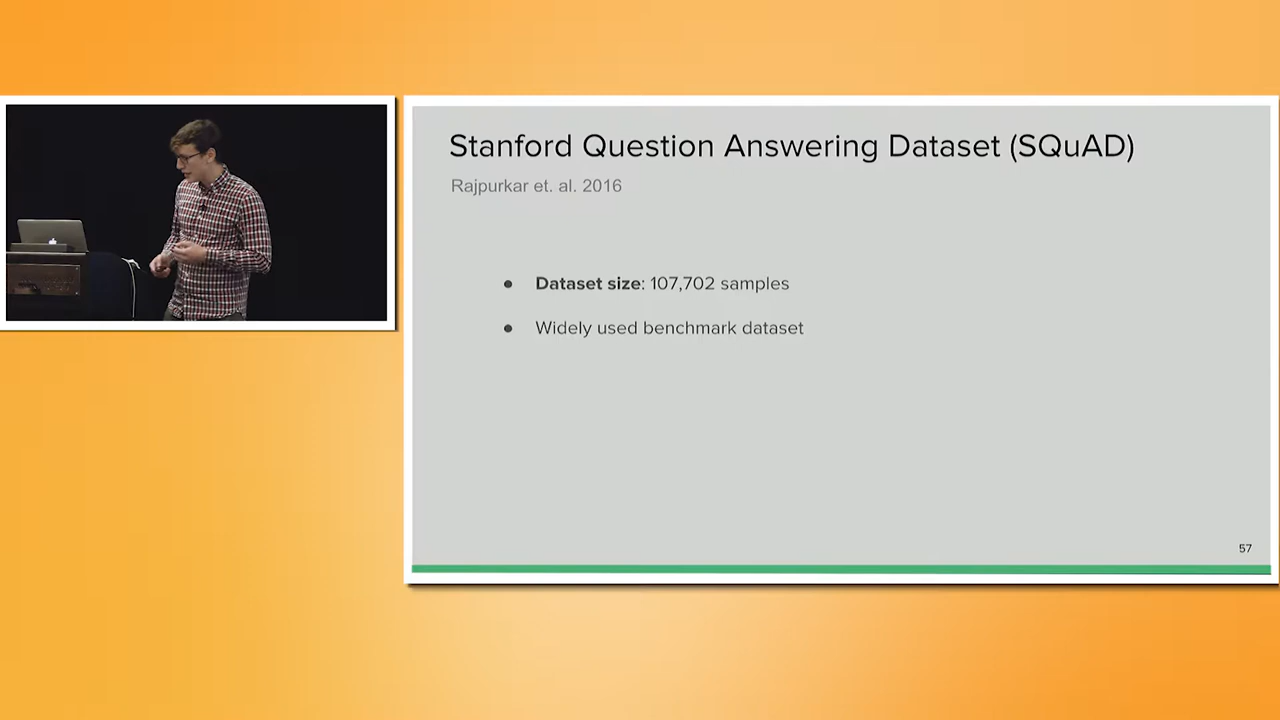 Stanford Question Answering Dataset (SQuAD)
Rajpurkar et. al. 2016
● Dataset size: 107,702 samples
● Widely used benchmark dataset
57